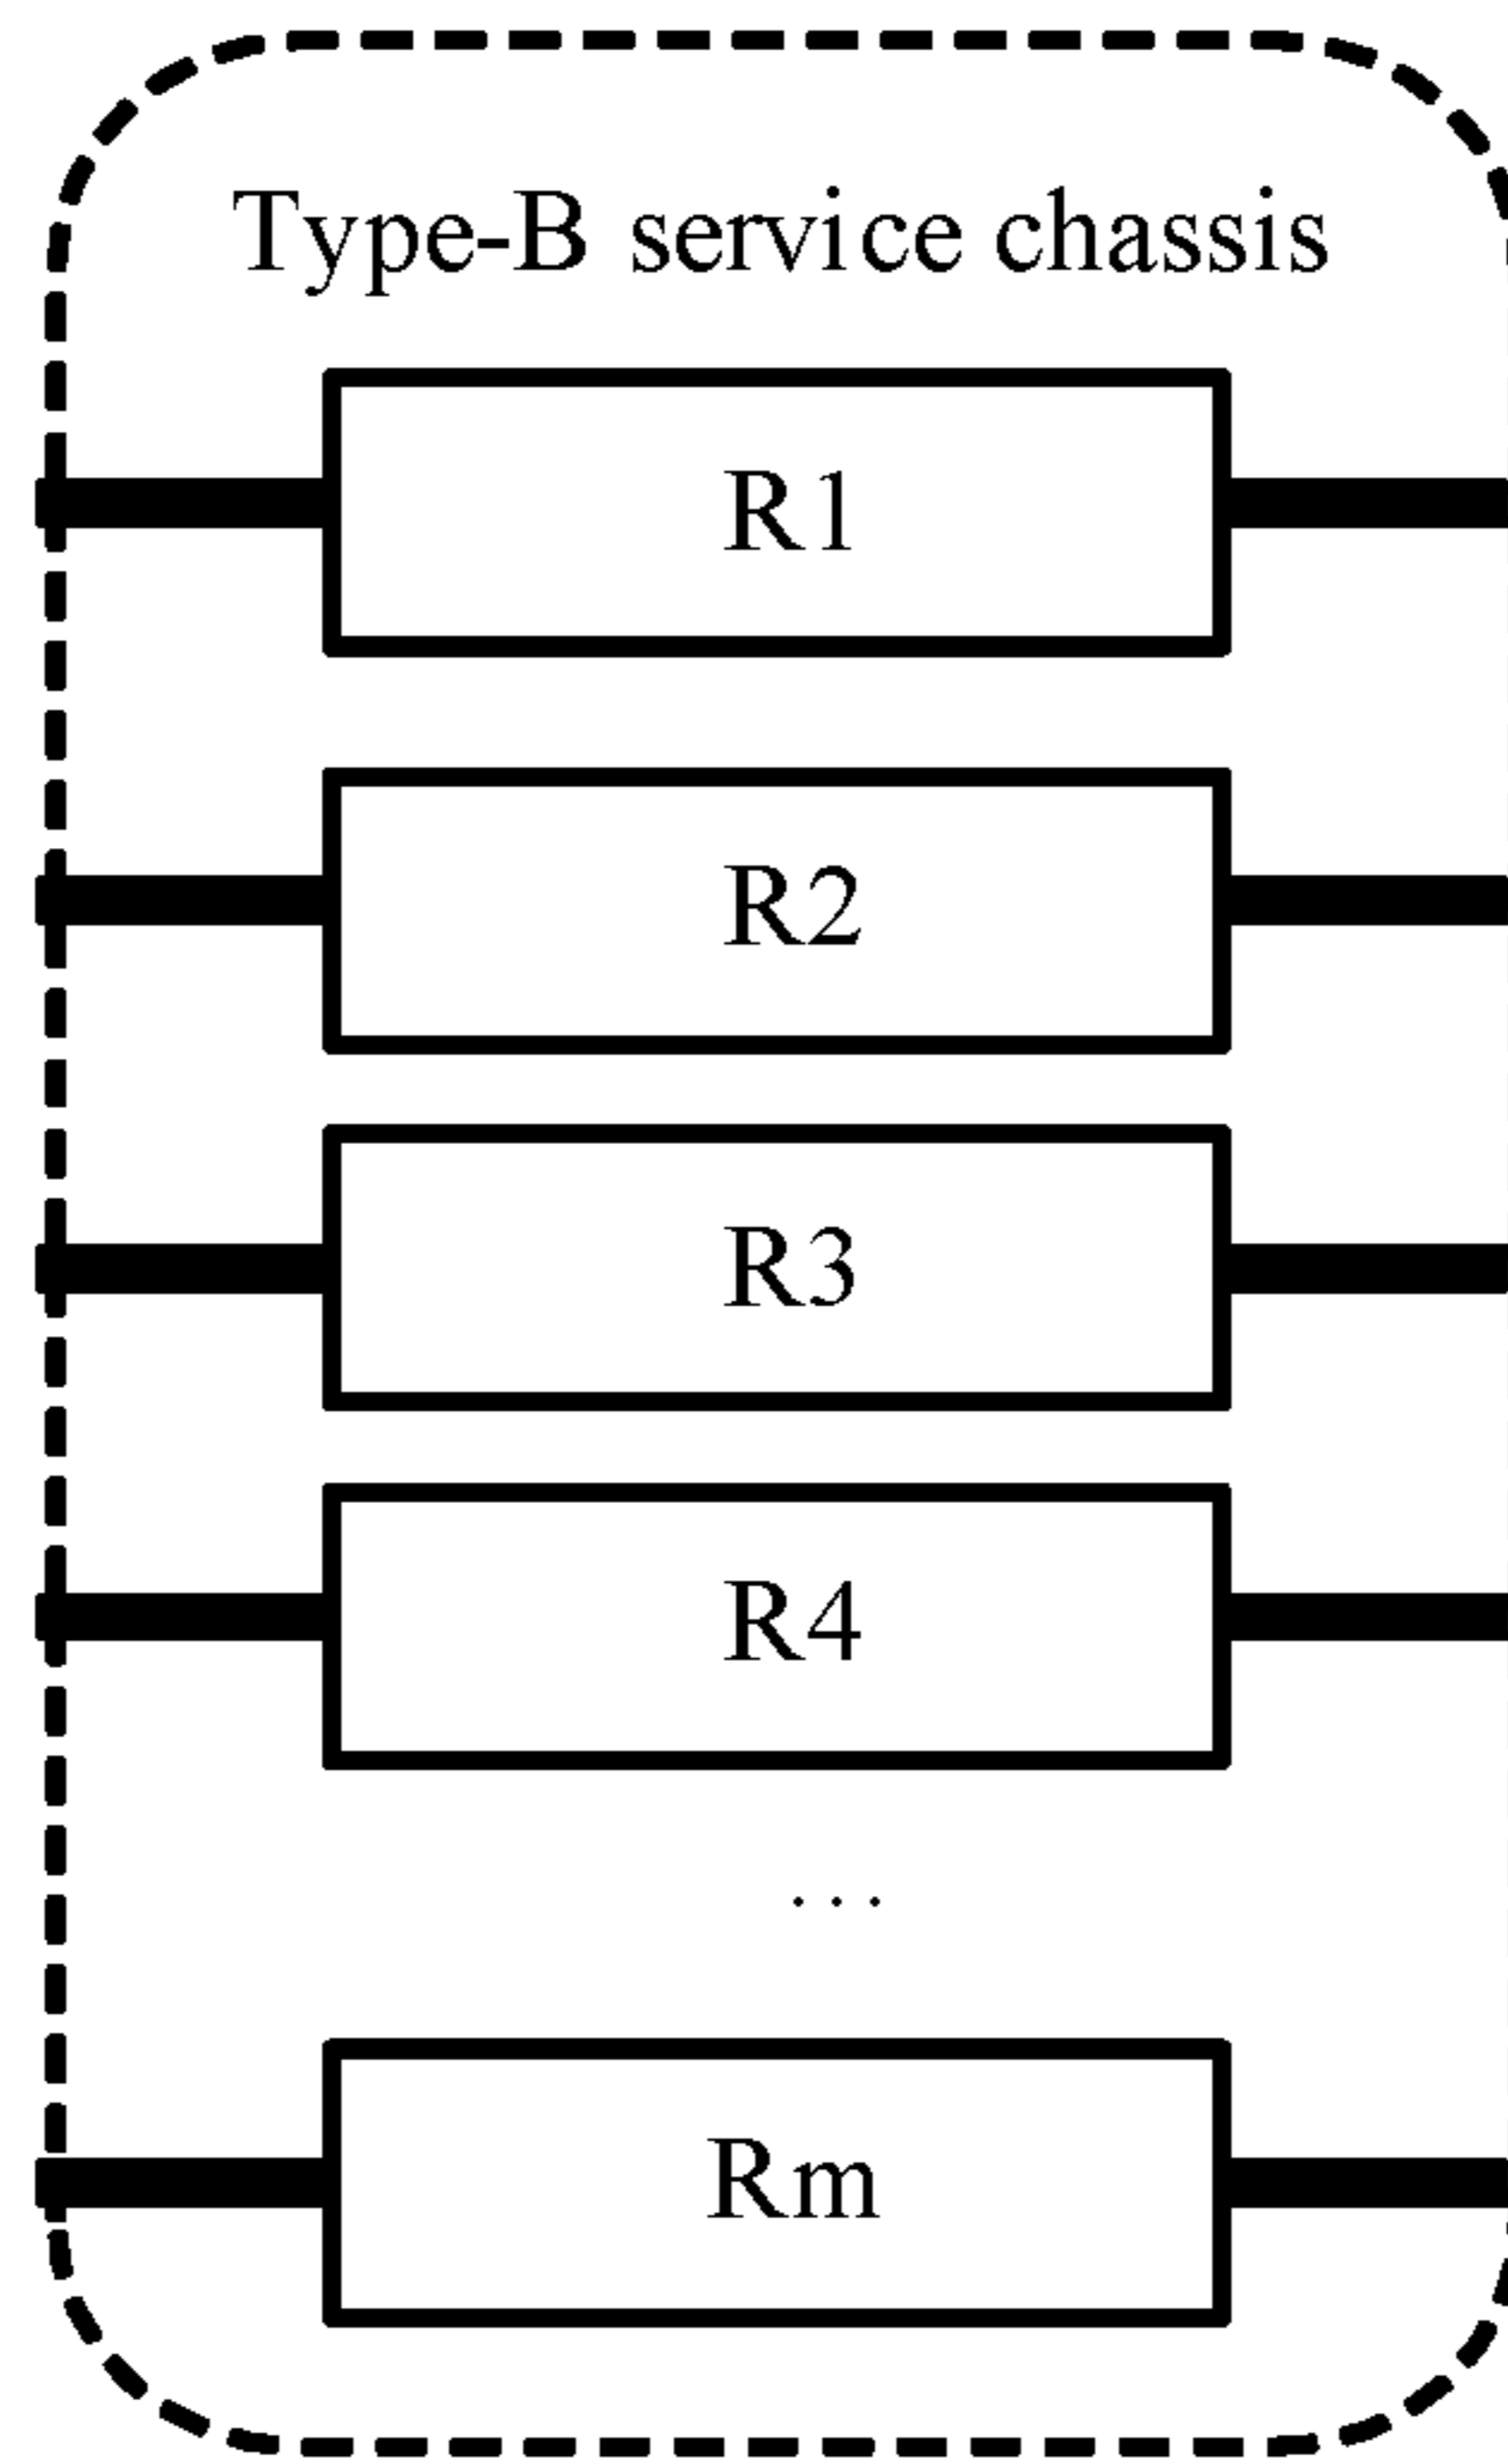 Type-B service chassis
R1
R2
R3
R4
…
Rm